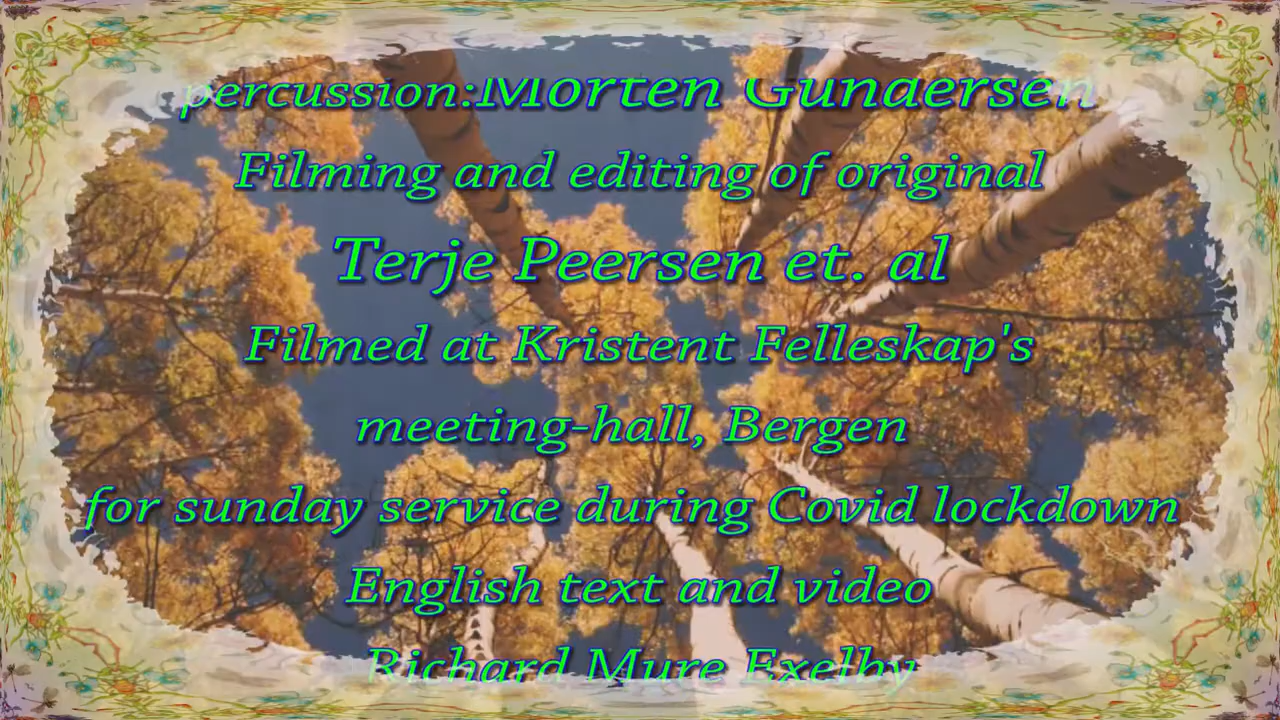 percussion:Morten Gundersen
Filming and editing of original
Terje Peersen et. al
Filmed at Kristent Felleskap's
meeting-hall, Bergen
for sunday service during Covid lockdown
English text and video
Richard Mure Exelby